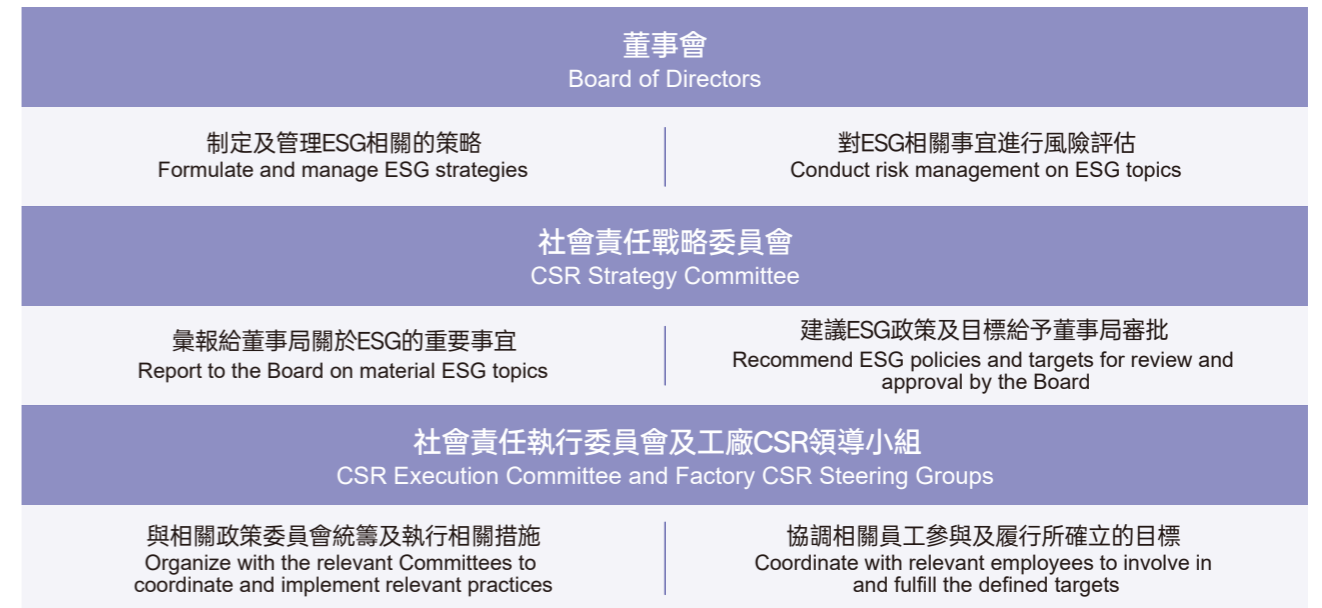 董事會
Board of Directors
制定及管理ESG相關的策略
Formulate and manage ESG strategies
對ESG相關事宜進行風險評估
Conduct risk management on ESG topics
社會責任戰略委員會
CSR Strategy Committee
彙報給董事局關於ESG的重要事宜
Report to the Board on material ESG topics
建議ESG政策及目標給予董事局審批
Recommend ESG policies and targets for review and
approval by the Board
社會責任執行委員會及工廠CSR領導小組
CSR Execution Committee and Factory CSR Steering Groups
與相關政策委員會統籌及執行相關措施
Organize with the relevant Committees to
coordinate and implement relevant practices
協調相關員工參與及履行所確立的目標
Coordinate with relevant employees to involve in
and fulfill the defined targets